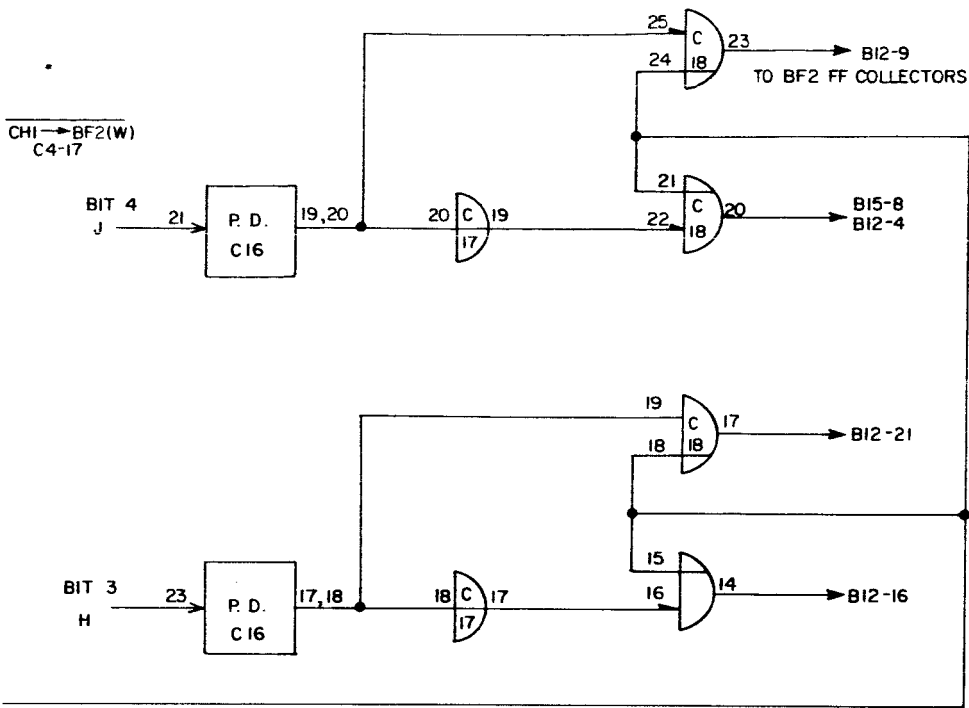 25
C
18
23
24
B12-9
TO BF2 FF COLLECTORS
CH1→BF2(W)
C4-17
BIT 4
J
21
P. D.
C16
19,20
20
C
17
19
21
C
18
22
20
B15-8
B12-4
19
C
18
17
18
B12-21
BIT 3
H
23
P. D.
C16
17,18
18
C
17
17
15
16
14
B12-16